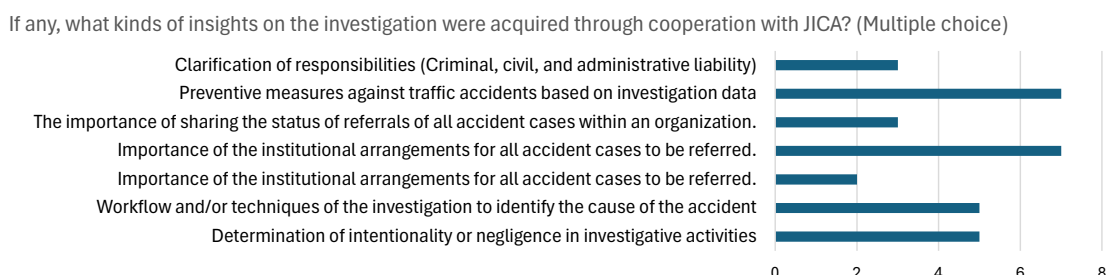 If any, what kinds of insights on the investigation were acquired through cooperation with JICA? (Multiple choice)
Clarification of responsibilities (Criminal, civil, and administrative liability)
Preventive measures against traffic accidents based on investigation data
The importance of sharing the status of referrals of all accident cases within an organization.
Importance of the institutional arrangements for all accident cases to be referred.
Importance of the institutional arrangements for all accident cases to be referred.
Workflow and/or techniques of the investigation to identify the cause of the accident
Determination of intentionality or negligence in investigative activities
0 2 4 6 8